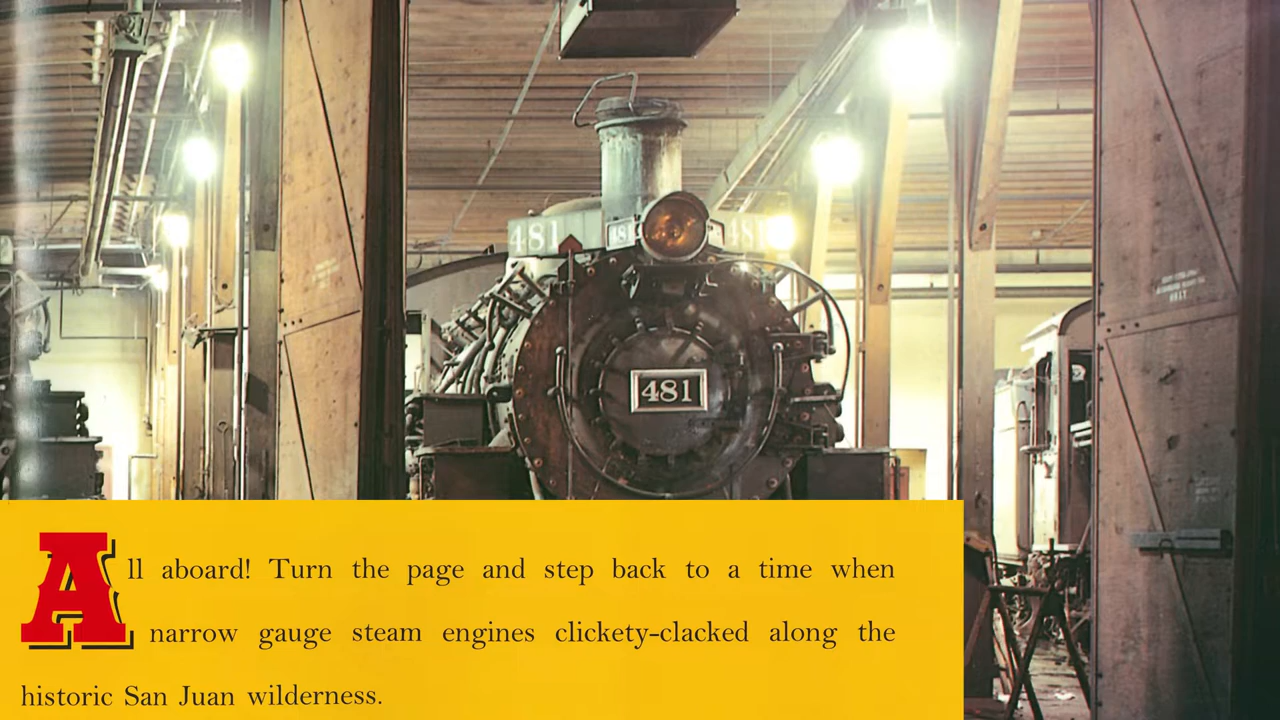 481 481 481
481
All aboard! Turn the page and step back to a time when
narrow gauge steam engines clickety-clacked along the
historic San Juan wilderness.